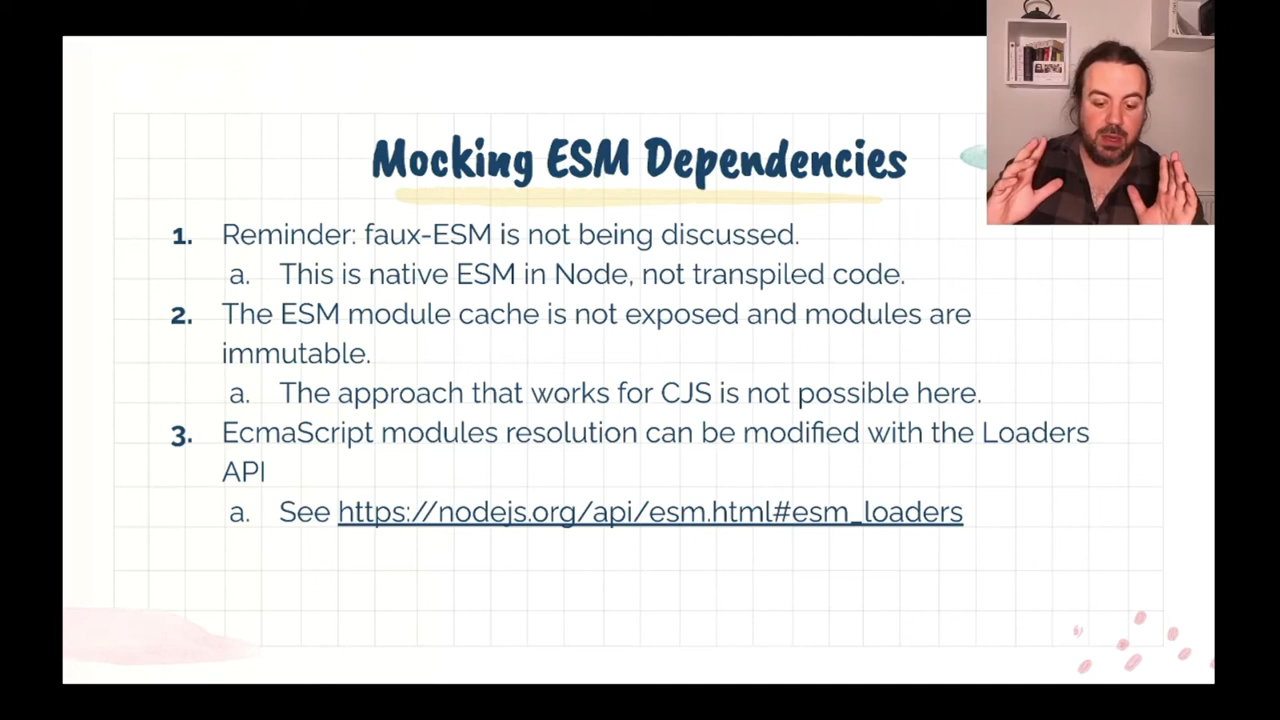 Mocking ESM Dependencies
1. Reminder: faux-ESM is not being discussed.
a. This is native ESM in Node, not transpiled code.
2. The ESM module cache is not exposed and modules are
immutable.
a. The approach that works for CJS is not possible here.
3. EcmaScript modules resolution can be modified with the Loaders
API
a. See https://nodejs.org/api/esm.html#esm_loaders